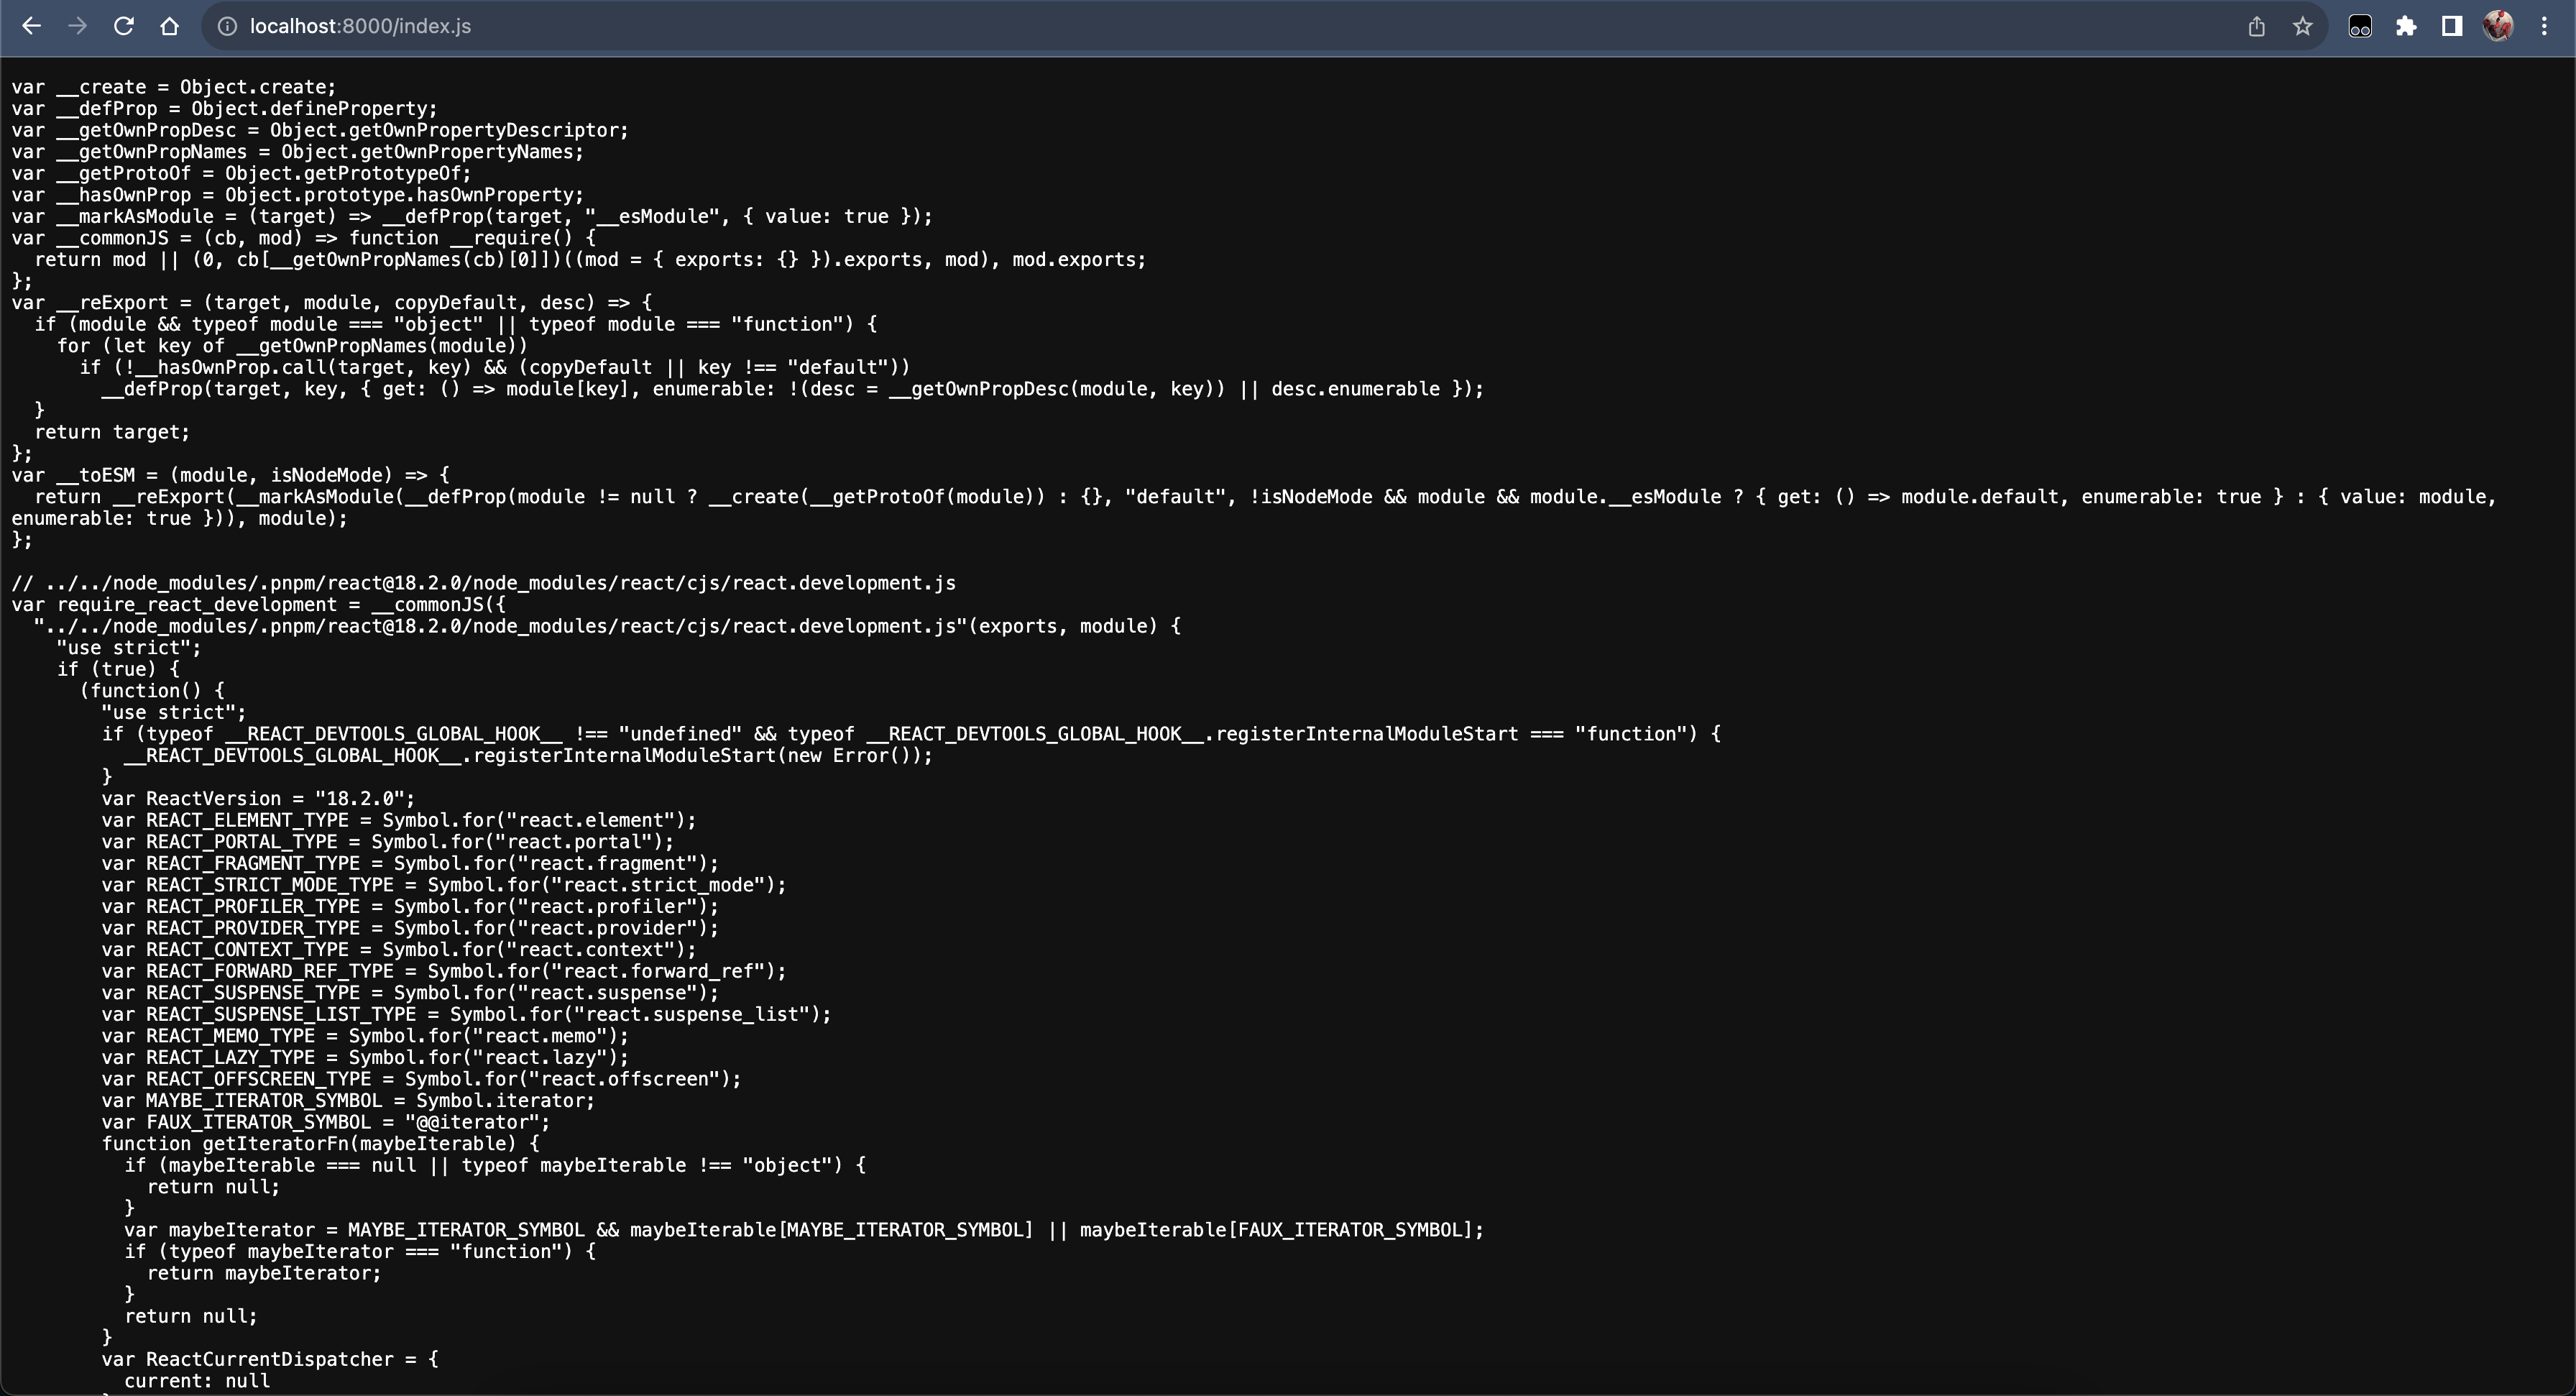 localhost:8000/index.js
var __create = Object.create;
var __defProp = Object.defineProperty;
var __getOwnPropDesc = Object.getOwnPropertyDescriptor;
var __getOwnPropNames = Object.getOwnPropertyNames;
var __getProtoOf = Object.getPrototypeOf;
var __hasOwnProp = Object.prototype.hasOwnProperty;
var __markAsModule = (target) => __defProp(target, "__esModule", { value: true });
var __commonJS = (cb, mod) => function __require() {
  return mod || (0, cb[__getOwnPropNames(cb)[0]])((mod = { exports: {} }).exports, mod), mod.exports;
};
var __reExport = (target, module, copyDefault, desc) => {
  if (module && typeof module === "object" || typeof module === "function") {
    for (let key of __getOwnPropNames(module))
      if (!__hasOwnProp.call(target, key) && (copyDefault || key !== "default"))
        __defProp(target, key, { get: () => module[key], enumerable: !(desc = __getOwnPropDesc(module, key)) || desc.enumerable });
  }
  return target;
};
var __toESM = (module, isNodeMode) => {
  return __reExport(__markAsModule(__defProp(module != null ? __create(__getProtoOf(module)) : {}, "default", !isNodeMode && module && module.__esModule ? { get: () => module.default, enumerable: true } : { value: module,
enumerable: true })), module);
};

// ../../node_modules/.pnpm/react@18.2.0/node_modules/react/cjs/react.development.js
var require_react_development = __commonJS({
  "../../node_modules/.pnpm/react@18.2.0/node_modules/react/cjs/react.development.js"(exports, module) {
    "use strict";
    if (true) {
      (function() {
        "use strict";
        if (typeof __REACT_DEVTOOLS_GLOBAL_HOOK__ !== "undefined" && typeof __REACT_DEVTOOLS_GLOBAL_HOOK__.registerInternalModuleStart === "function") {
          __REACT_DEVTOOLS_GLOBAL_HOOK__.registerInternalModuleStart(new Error());
        }
        var ReactVersion = "18.2.0";
        var REACT_ELEMENT_TYPE = Symbol.for("react.element");
        var REACT_PORTAL_TYPE = Symbol.for("react.portal");
        var REACT_FRAGMENT_TYPE = Symbol.for("react.fragment");
        var REACT_STRICT_MODE_TYPE = Symbol.for("react.strict_mode");
        var REACT_PROFILER_TYPE = Symbol.for("react.profiler");
        var REACT_PROVIDER_TYPE = Symbol.for("react.provider");
        var REACT_CONTEXT_TYPE = Symbol.for("react.context");
        var REACT_FORWARD_REF_TYPE = Symbol.for("react.forward_ref");
        var REACT_SUSPENSE_TYPE = Symbol.for("react.suspense");
        var REACT_SUSPENSE_LIST_TYPE = Symbol.for("react.suspense_list");
        var REACT_MEMO_TYPE = Symbol.for("react.memo");
        var REACT_LAZY_TYPE = Symbol.for("react.lazy");
        var REACT_OFFSCREEN_TYPE = Symbol.for("react.offscreen");
        var MAYBE_ITERATOR_SYMBOL = Symbol.iterator;
        var FAUX_ITERATOR_SYMBOL = "@@iterator";
        function getIteratorFn(maybeIterable) {
          if (maybeIterable === null || typeof maybeIterable !== "object") {
            return null;
          }
          var maybeIterator = MAYBE_ITERATOR_SYMBOL && maybeIterable[MAYBE_ITERATOR_SYMBOL] || maybeIterable[FAUX_ITERATOR_SYMBOL];
          if (typeof maybeIterator === "function") {
            return maybeIterator;
          }
          return null;
        }
        var ReactCurrentDispatcher = {
          current: null